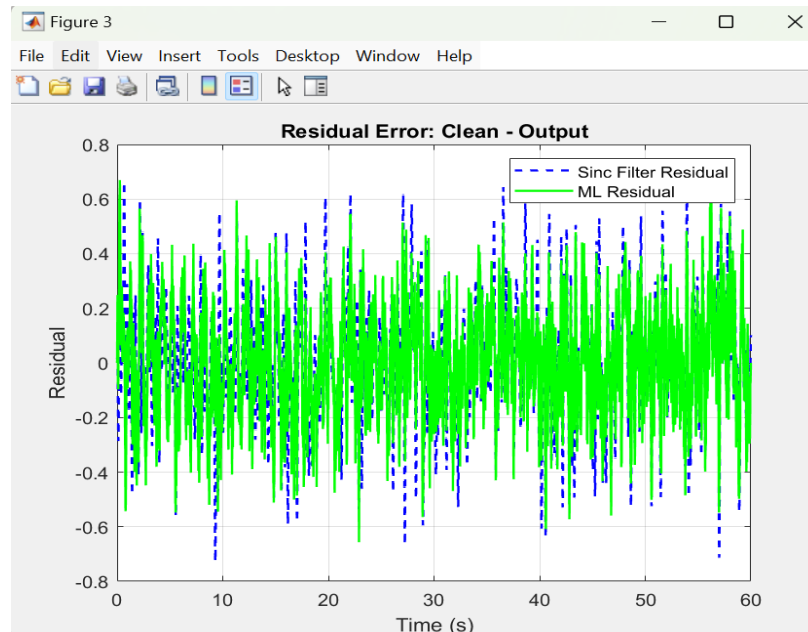 Figure 3
File Edit View Insert Tools Desktop Window Help
Residual Error: Clean - Output
Sinc Filter Residual
ML Residual
Residual
0.8
0.6
0.4
0.2
0
-0.2
-0.4
-0.6
-0.8
0 10 20 30 40 50 60
Time (s)